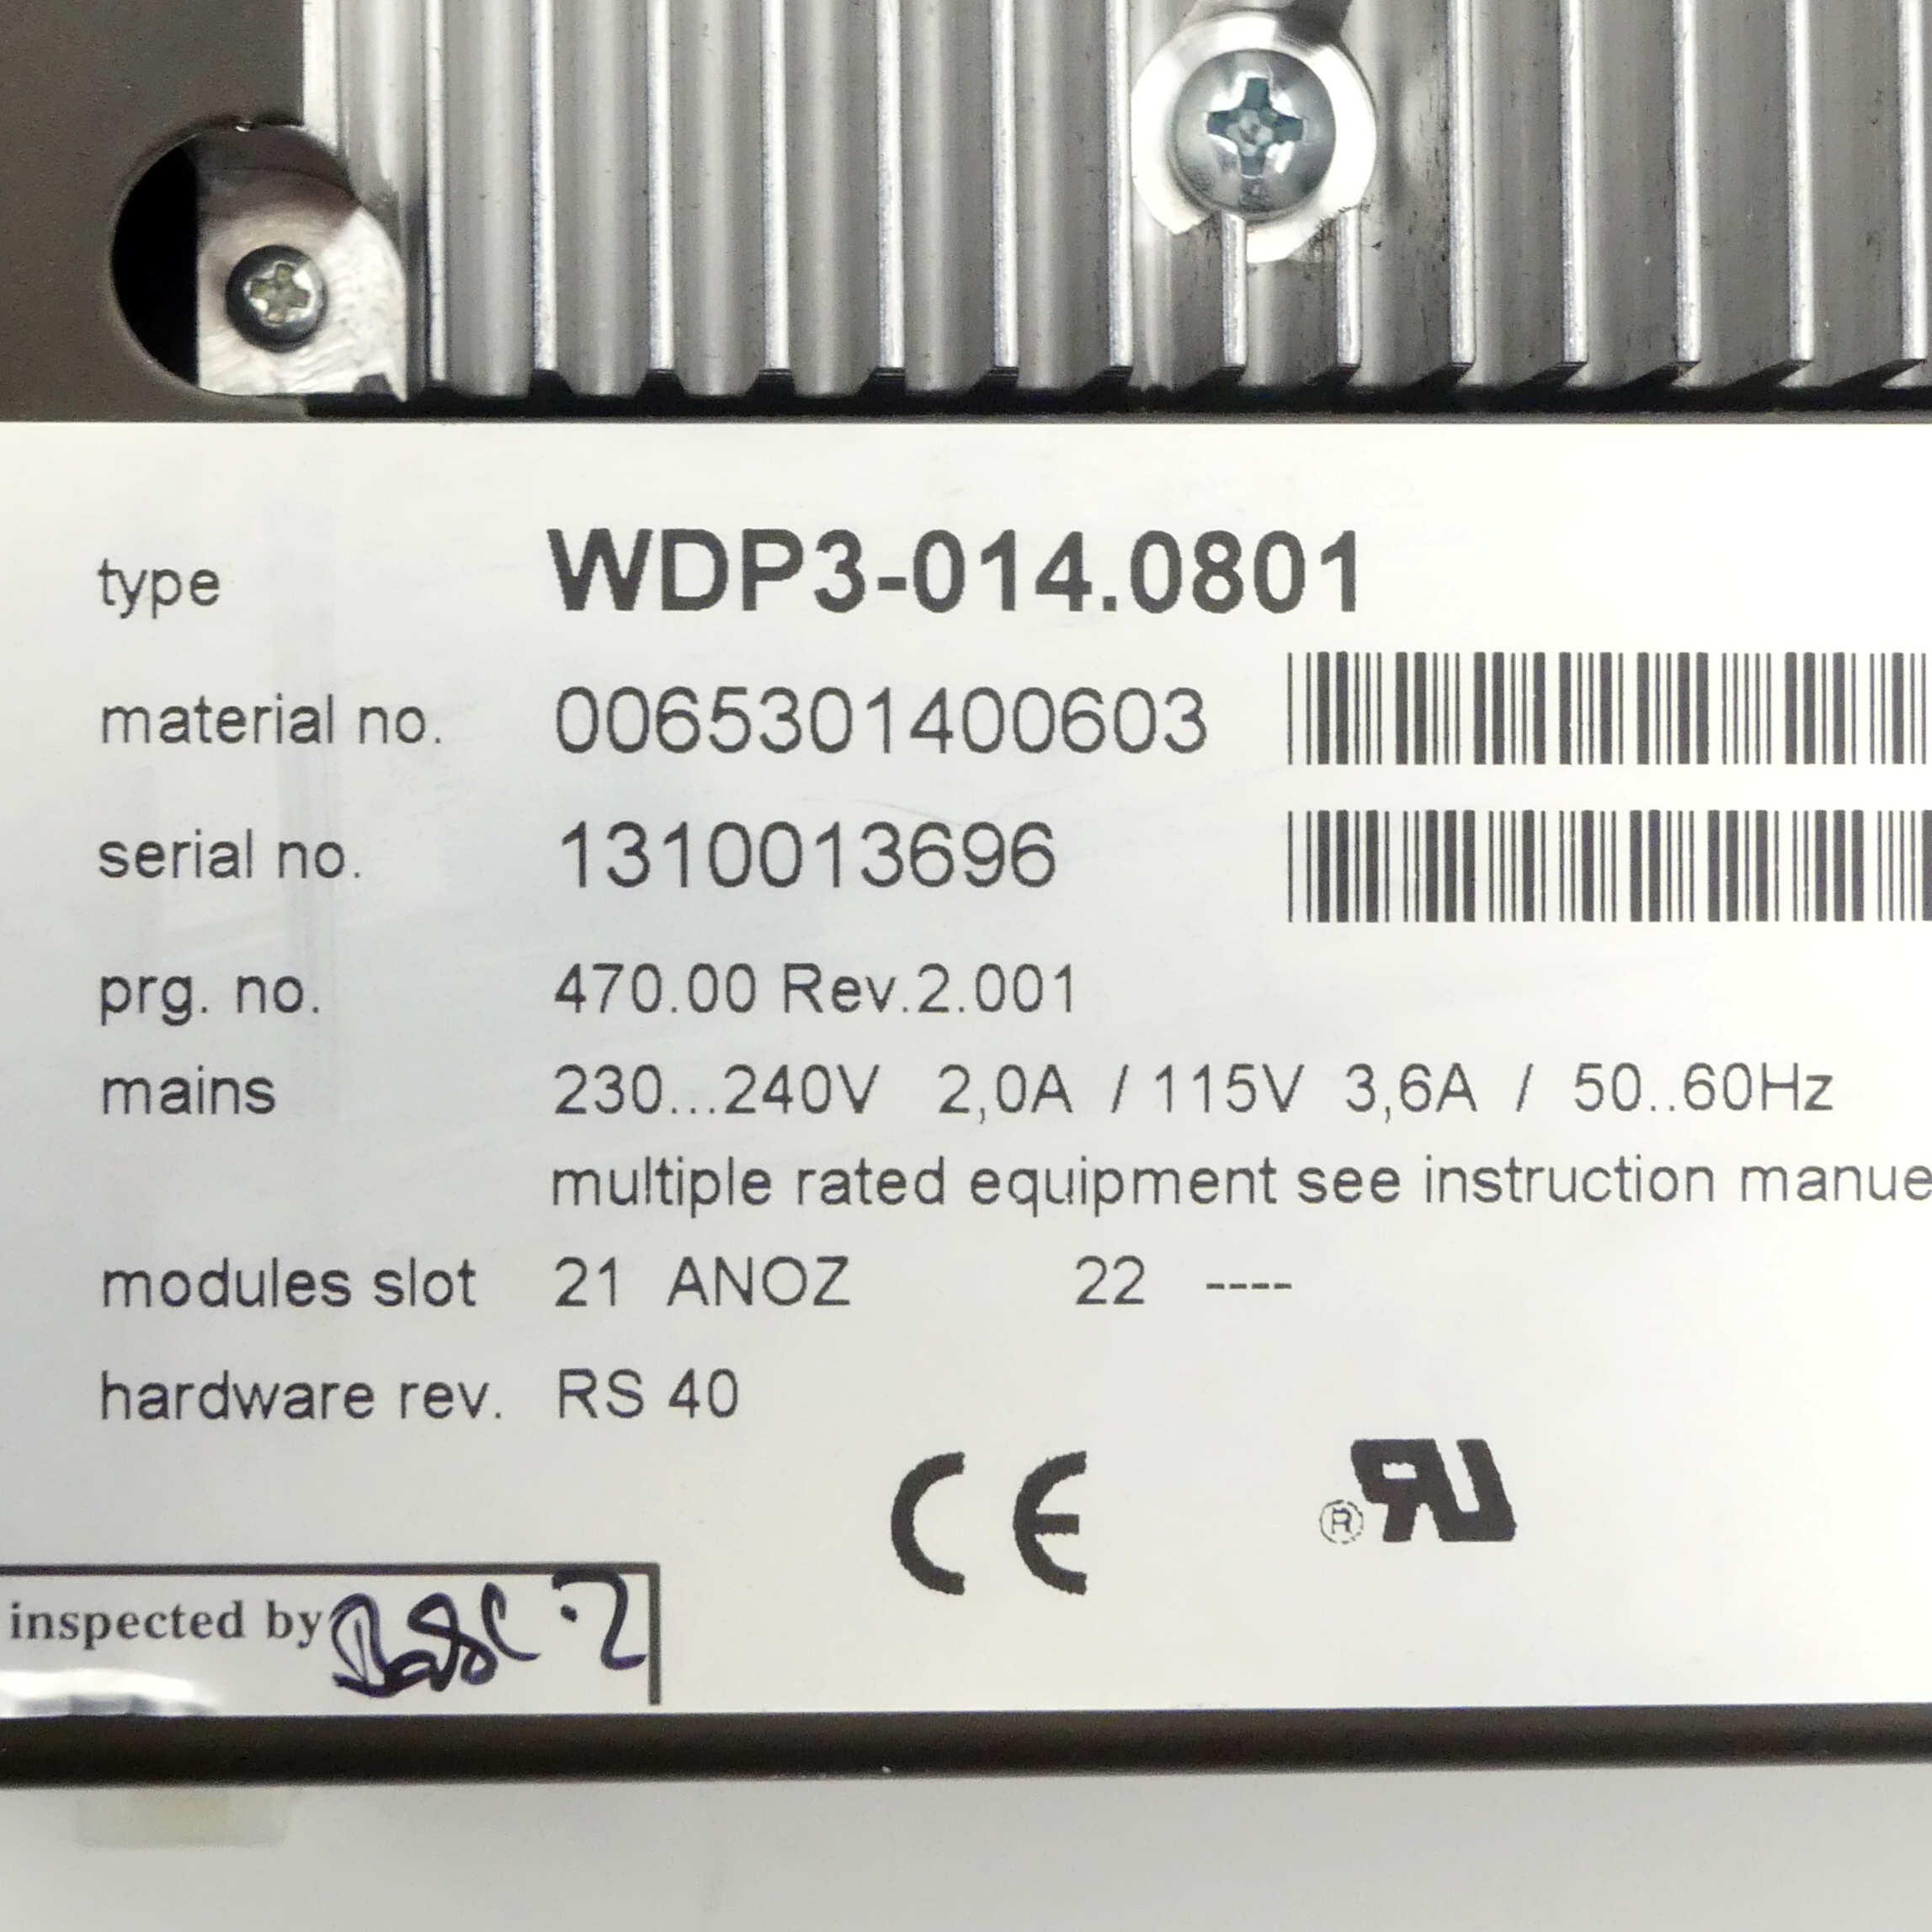 type WDP3-014.0801
material no. 0065301400603
serial no. 1310013696
prg. no. 470.00 Rev.2.001
mains 230...240V 2,0A / 115V 3,6A / 50..60Hz
multiple rated equipment see instruction manue
modules slot 21 ANOZ 22 ----
hardware rev. RS 40
CE
®
inspected by